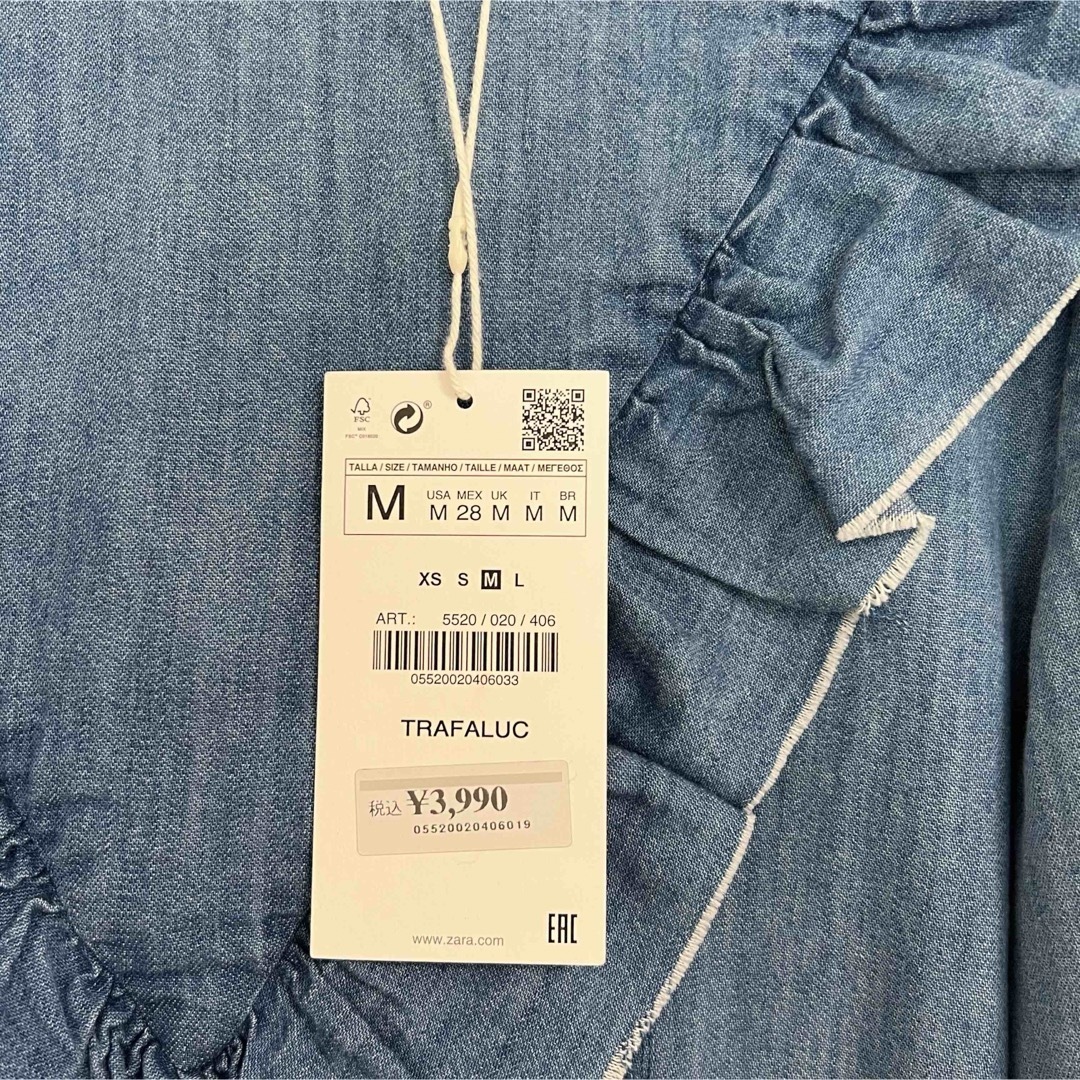 FSC
MIX
®
TALLA / SIZE / TAMANHO / TAILLE / MAAT / ΜΕΓΕΘΟΣ
M
USA MEX UK IT BR
M 28 M M M
XS S M L
ART.: 5520 / 020 / 406
05520020406033
TRAFALUC
税込 ¥3,990
05520020406019
www.zara.com
EAC